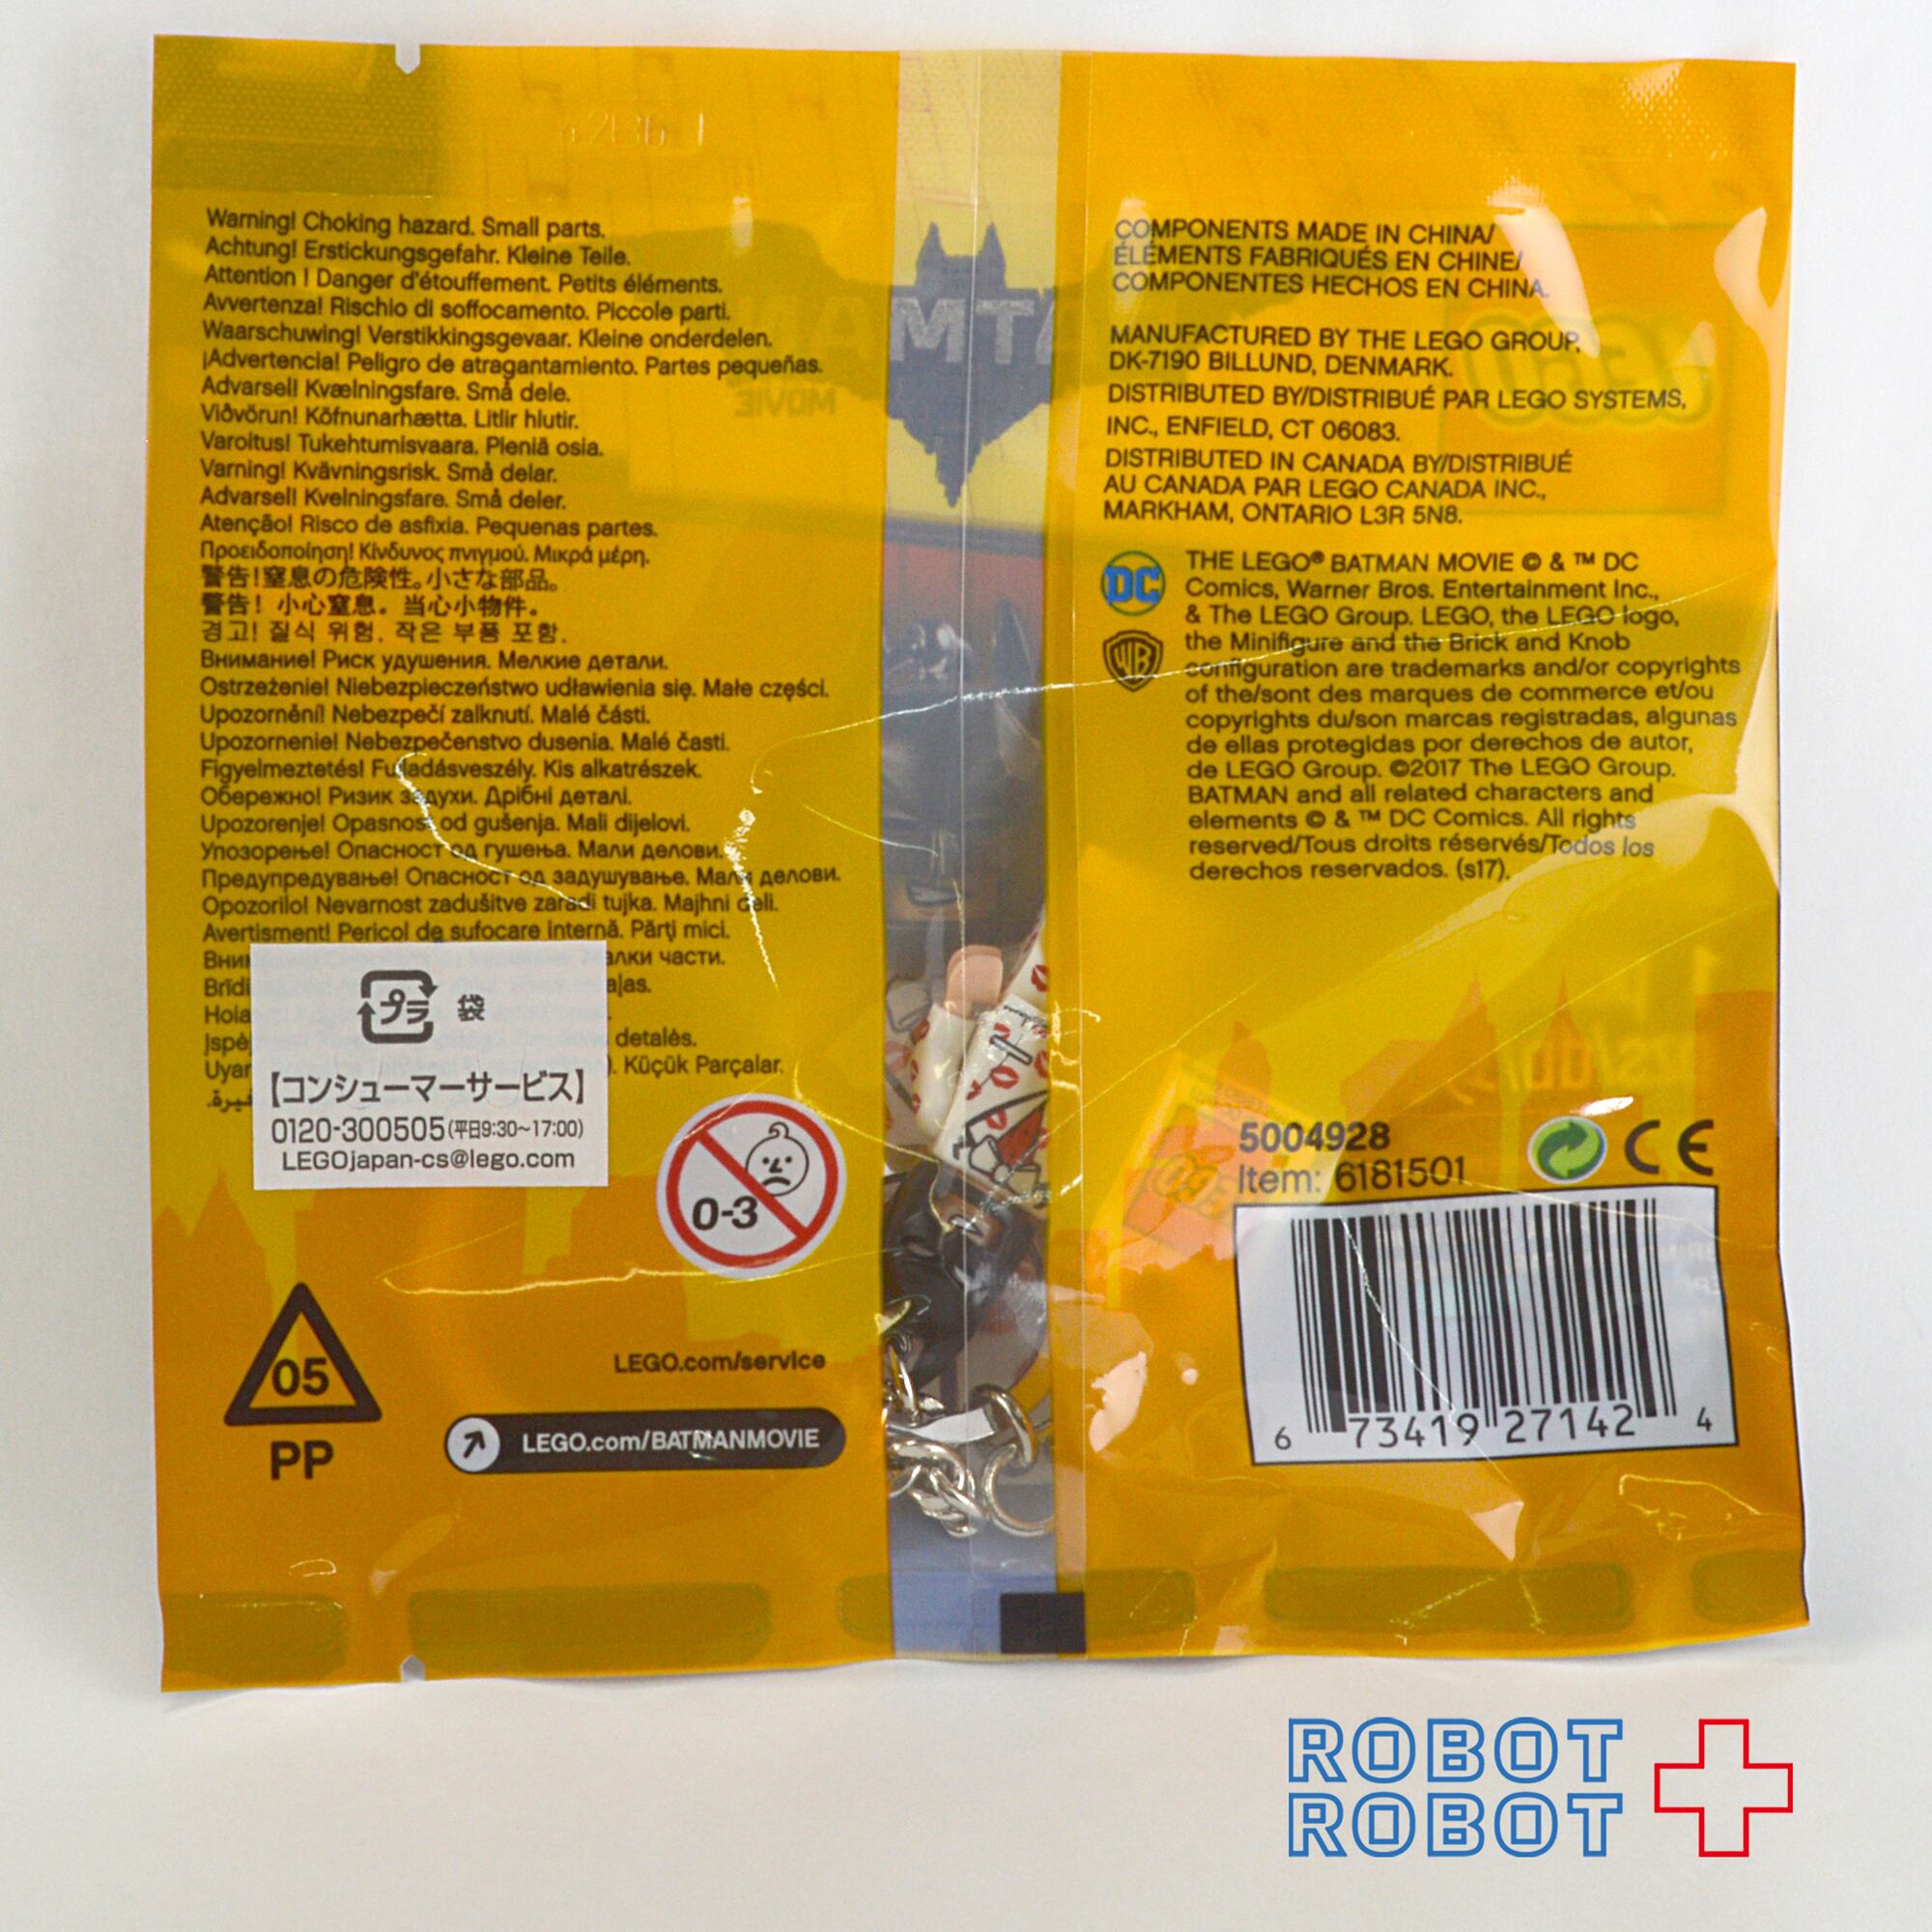 Warning! Choking hazard. Small parts.
Achtung! Erstickungsgefahr. Kleine Teile.
Attention ! Danger d'étouffement. Petits éléments.
Avvertenza! Rischio di soffocamento. Piccole parti.
Waarschuwing! Verstikkingsgevaar. Kleine onderdelen.
¡Advertencia! Peligro de atragantamiento. Partes pequeñas.
Advarsel! Kvælningsfare. Små dele.
Viðvörun! Köfnunarhætta. Litlir hlutir.
Varoitus! Tukehtumisvaara. Pieniä osia.
Varning! Kvävningsrisk. Små delar.
Advarsel! Kvelningsfare. Små deler.
Atenção! Risco de asfixia. Pequenas partes.
Προειδοποίηση! Κίνδυνος πνιγμού. Μικρά μέρη.
警告!窒息の危険性。小さな部品。
警告! 小心窒息。当心小物件。
경고! 질식 위험. 작은 부품 포함.
Внимание! Риск удушения. Мелкие детали.
Ostrzeżenie! Niebezpieczeństwo udławienia się. Małe części.
Upozornění! Nebezpečí zalknutí. Malé části.
Upozornenie! Nebezpečenstvo dusenia. Malé časti.
Figyelmeztetés! Fulladásveszély. Kis alkatrészek.
Обережно! Ризик задухи. Дрібні деталі.
Upozorenje! Opasnost od gušenja. Mali dijelovi.
Упозорење! Опасност од гушења. Мали делови.
Предупредување! Опасност од задушување. Мали делови.
Opozorilo! Nevarnost zadušitve zaradi tujka. Majhni deli.
Avertisment! Pericol de sufocare internă. Părţi mici.
части.
detalės.
Küçük Parçalar.
プラ 袋
【コンシューマーサービス】
0120-300505(平日9:30~17:00)
LEGOjapan-cs@lego.com
0-3
05
PP
LEGO.com/service
LEGO.com/BATMANMOVIE
COMPONENTS MADE IN CHINA/
ÉLÉMENTS FABRIQUÉS EN CHINE/
COMPONENTES HECHOS EN CHINA.
MANUFACTURED BY THE LEGO GROUP,
DK-7190 BILLUND, DENMARK.
DISTRIBUTED BY/DISTRIBUÉ PAR LEGO SYSTEMS,
INC., ENFIELD, CT 06083.
DISTRIBUTED IN CANADA BY/DISTRIBUÉ
AU CANADA PAR LEGO CANADA INC.,
MARKHAM, ONTARIO L3R 5N8.
DC
WB
THE LEGO® BATMAN MOVIE © & ™ DC
Comics, Warner Bros. Entertainment Inc.,
& The LEGO Group. LEGO, the LEGO logo,
the Minifigure and the Brick and Knob
configuration are trademarks and/or copyrights
of the/sont des marques de commerce et/ou
copyrights du/son marcas registradas, algunas
de ellas protegidas por derechos de autor,
de LEGO Group. ©2017 The LEGO Group.
BATMAN and all related characters and
elements © & ™ DC Comics. All rights
reserved/Tous droits réservés/Todos los
derechos reservados. (s17).
5004928
Item: 6181501
CE
6 73419 27142 4
ROBOT
ROBOT